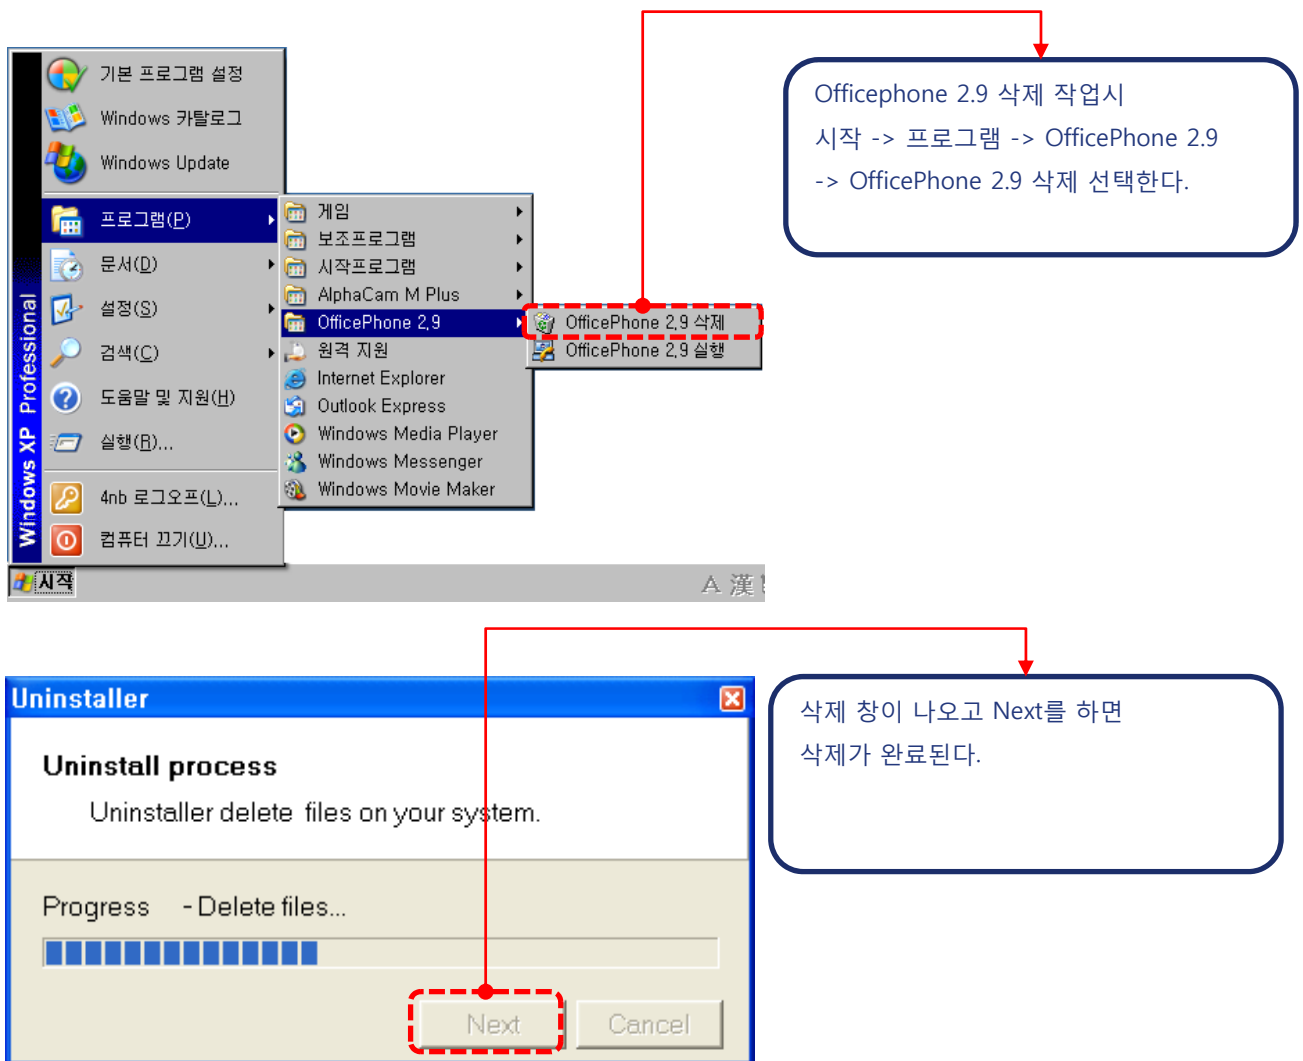 기본 프로그램 설정
Windows 카탈로그
Windows Update
프로그램(P)
문서(D)
설정(S)
검색(C)
도움말 및 지원(H)
실행(R)...
4nb 로그오프(L)...
컴퓨터 끄기(U)...
Windows XP Professional
시작
게임
보조프로그램
시작프로그램
AlphaCam M Plus
OfficePhone 2,9
원격 지원
Internet Explorer
Outlook Express
Windows Media Player
Windows Messenger
Windows Movie Maker
OfficePhone 2,9 삭제
OfficePhone 2,9 실행
A 漢
Officephone 2.9 삭제 작업시
시작 -> 프로그램 -> OfficePhone 2.9
-> OfficePhone 2.9 삭제 선택한다.
Uninstaller
Uninstall process
Uninstaller delete files on your system.
Progress - Delete files...
Next
Cancel
삭제 창이 나오고 Next를 하면
삭제가 완료된다.